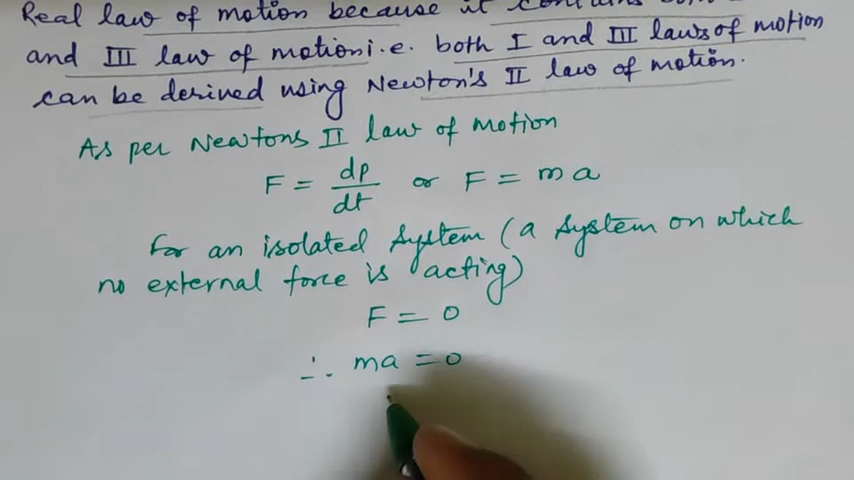 Real law of motion because it contains both
and III law of motion i.e. both I and III laws of motion
can be derived using Newton's II law of motion.
As per Newtons II law of motion
F = dp/dt or F = ma
For an isolated system (a system on which
no external force is acting)
F = 0
∴ ma = 0